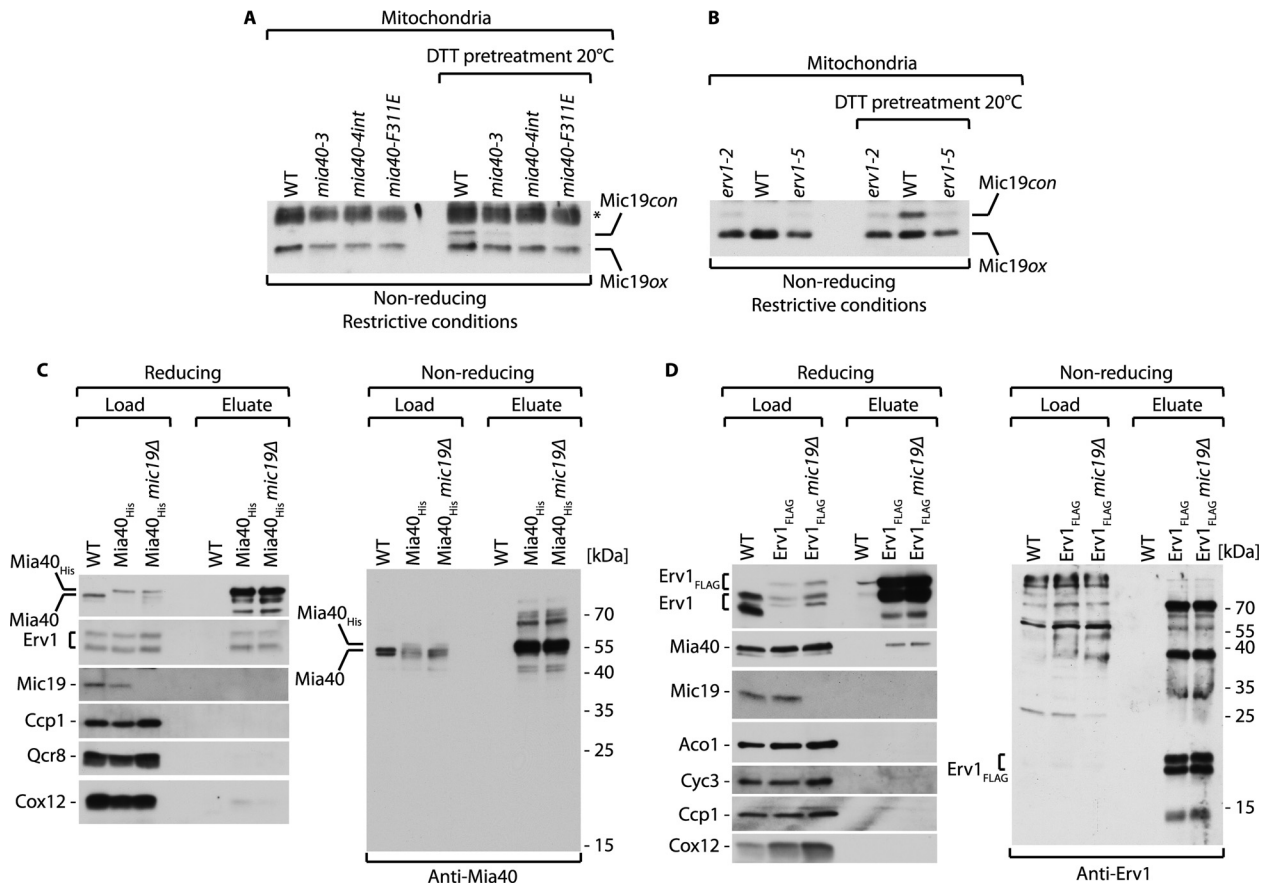 A
Mitochondria
DTT pretreatment 20°C
WT
mia40-3
mia40-4int
mia40-F311E
WT
mia40-3
mia40-4int
mia40-F311E
*
Mic19con
Mic19ox
Non-reducing
Restrictive conditions
B
Mitochondria
DTT pretreatment 20°C
erv1-2
WT
erv1-5
erv1-2
WT
erv1-5
Mic19con
Mic19ox
Non-reducing
Restrictive conditions
C
Reducing
Load
Eluate
WT
Mia40His
Mia40His mic19Δ
WT
Mia40His
Mia40His mic19Δ
Mia40His
Mia40
Erv1
Mic19 -
Ccp1 -
Qcr8 -
Cox12 -
Non-reducing
Load
Eluate
WT
Mia40His
Mia40His mic19Δ
WT
Mia40His
Mia40His mic19Δ
[kDa]
Mia40His
Mia40
- 70
- 55
- 40
- 35
- 25
- 15
Anti-Mia40
D
Reducing
Load
Eluate
WT
Erv1FLAG
Erv1FLAG mic19Δ
WT
Erv1FLAG
Erv1FLAG mic19Δ
Erv1FLAG
Erv1
Mia40 -
Mic19 -
Aco1 -
Cyc3 -
Ccp1 -
Cox12 -
Non-reducing
Load
Eluate
WT
Erv1FLAG
Erv1FLAG mic19Δ
WT
Erv1FLAG
Erv1FLAG mic19Δ
[kDa]
- 70
- 55
- 40
- 35
- 25
- 15
Erv1FLAG
Anti-Erv1